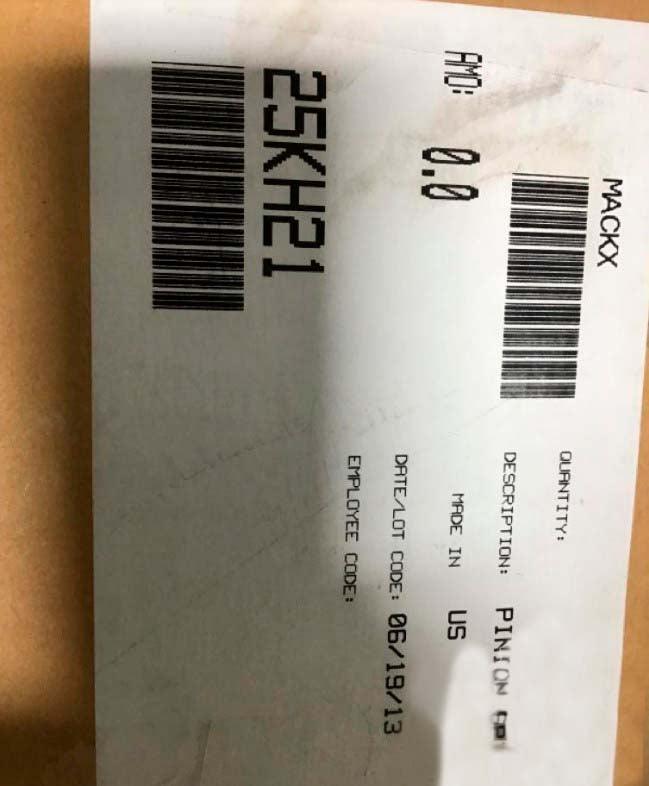 MACKX
QUANTITY:
DESCRIPTION: PINION
AMD: 0.0
MADE IN US
DATE/LOT CODE: 06/19/13
EMPLOYEE CODE:
25KH21